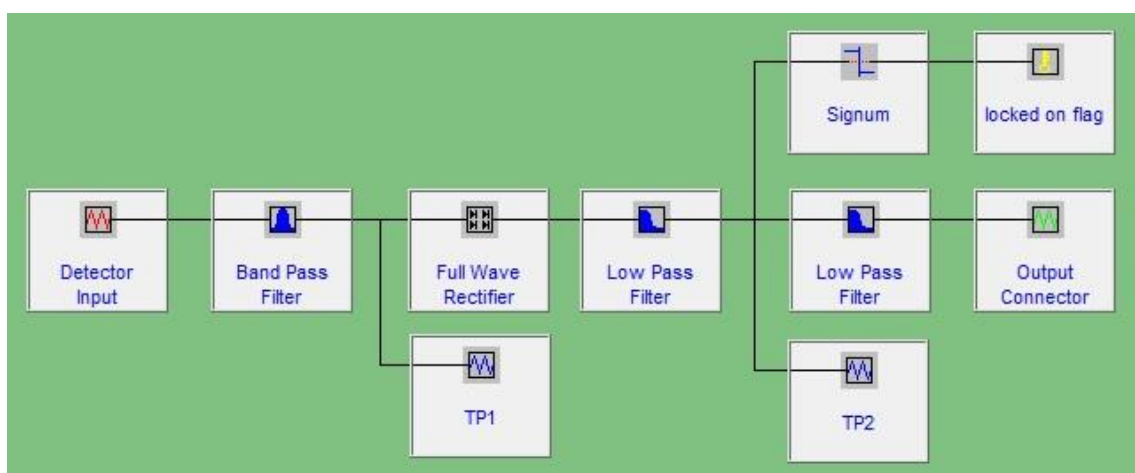 Signum
locked on flag
Detector
Input
Band Pass
Filter
Full Wave
Rectifier
Low Pass
Filter
Low Pass
Filter
Output
Connector
TP1
TP2